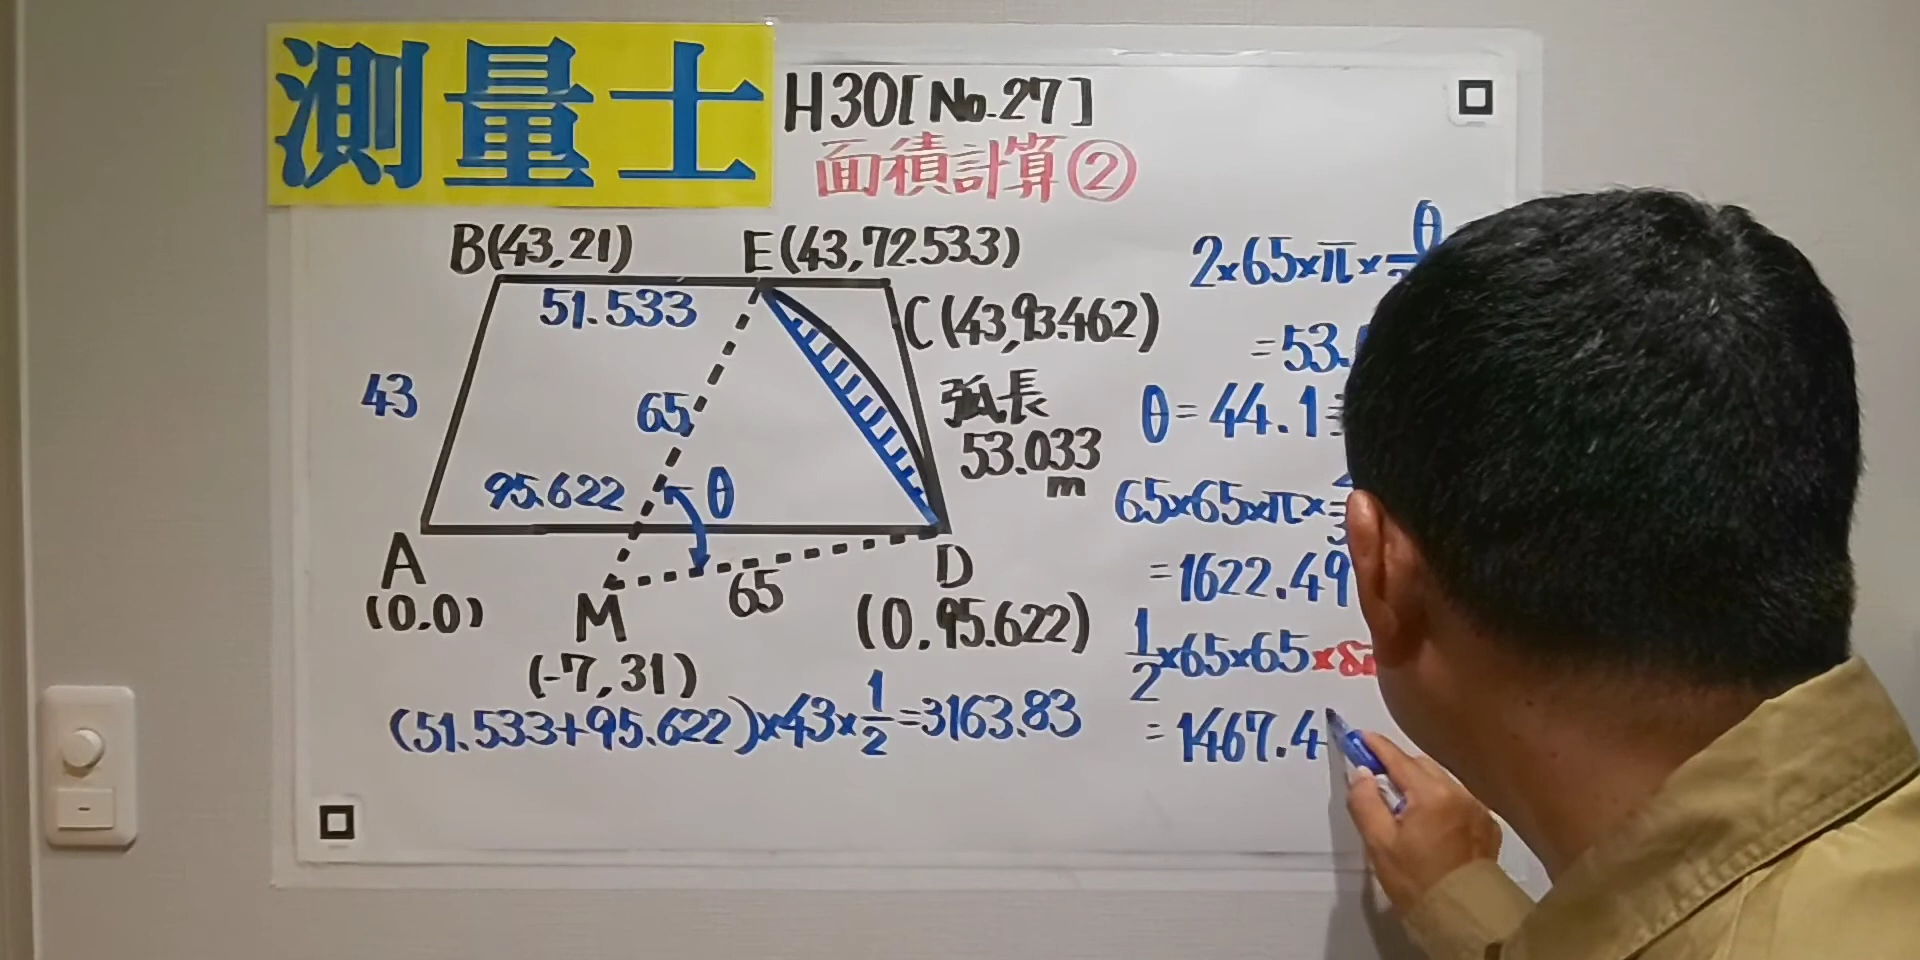 測量士
H30[No.27]
面積計算②
B(43,21)
E(43,72.533)
51.533
C(43,93.462)
43
65
弧長
53.033
m
95.622
θ
A
(0.0)
M
(-7,31)
65
D
(0.95.622)
(51.533+95.622)×43×1/2=3163.83
2×65×π×θ
=53.
θ=44.1
65×65×π×
=1622.49
1/2×65×65×
=1467.4